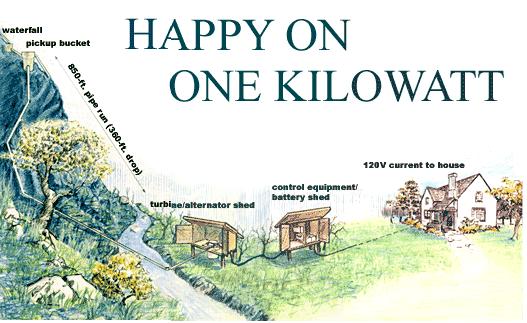 HAPPY ON
ONE KILOWATT
waterfall
pickup bucket
850-ft. pipe run (360-ft. drop)
turbine/alternator shed
control equipment/
battery shed
120V current to house